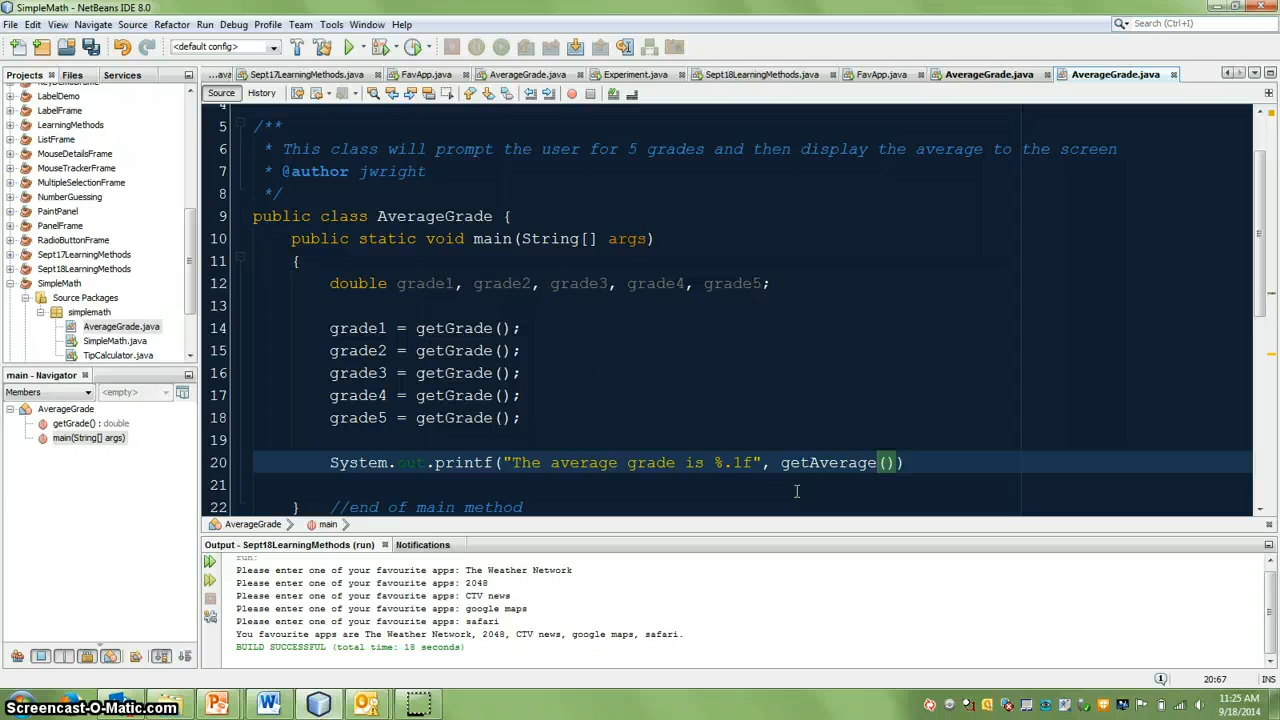 SimpleMath - NetBeans IDE 8.0
File Edit View Navigate Source Refactor Run Debug Profile Team Tools Window Help
Search (Ctrl+I)
<default config>
Projects Files Services
...ava Sept17LearningMethods.java FavApp.java AverageGrade.java Experiment.java Sept18LearningMethods.java FavApp.java AverageGrade.java AverageGrade.java
Source History
LabelDemo
LabelFrame
LearningMethods
ListFrame
MouseDetailsFrame
MouseTrackerFrame
MultipleSelectionFrame
NumberGuessing
PaintPanel
PanelFrame
RadioButtonFrame
Sept17LearningMethods
Sept18LearningMethods
SimpleMath
Source Packages
simplemath
AverageGrade.java
SimpleMath.java
TipCalculator.java
main - Navigator
Members <empty>
AverageGrade
getGrade() : double
main(String[] args)
4
5 /**
6 * This class will prompt the user for 5 grades and then display the average to the screen
7 * @author jwright
8 */
9 public class AverageGrade {
10 public static void main(String[] args)
11 {
12 double grade1, grade2, grade3, grade4, grade5;
13
14 grade1 = getGrade();
15 grade2 = getGrade();
16 grade3 = getGrade();
17 grade4 = getGrade();
18 grade5 = getGrade();
19
20 System.out.printf("The average grade is %.1f", getAverage())
21
22 } //end of main method
AverageGrade main
Output - Sept18LearningMethods (run) Notifications
run:
Please enter one of your favourite apps: The Weather Network
Please enter one of your favourite apps: 2048
Please enter one of your favourite apps: CTV news
Please enter one of your favourite apps: google maps
Please enter one of your favourite apps: safari
You favourite apps are The Weather Network, 2048, CTV news, google maps, safari.
BUILD SUCCESSFUL (total time: 18 seconds)
20:67 INS
Screencast-O-Matic.com
11:25 AM
9/18/2014